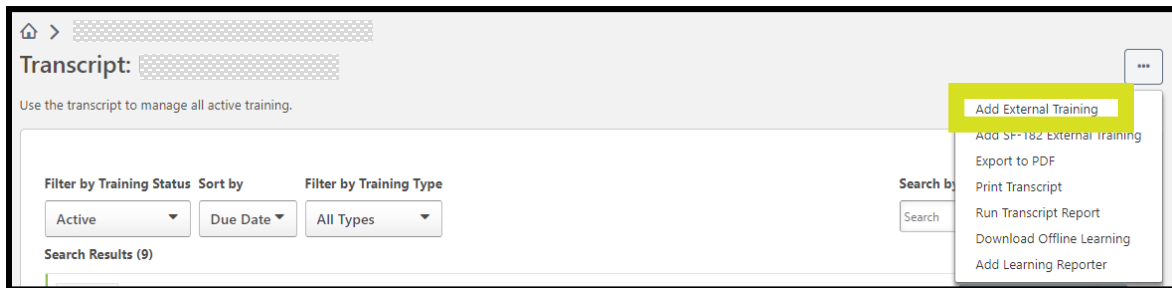 >
Transcript:
...
Use the transcript to manage all active training.
Add External Training
Add SF-182 External Training
Export to PDF
Print Transcript
Run Transcript Report
Download Offline Learning
Add Learning Reporter
Filter by Training Status Sort by Filter by Training Type
Search by
Active Due Date All Types
Search
Search Results (9)